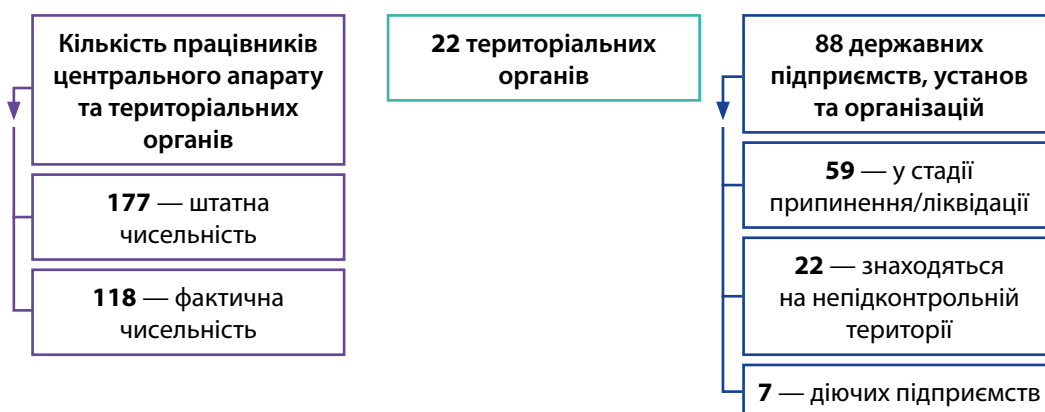 Кількість працівників
центрального апарату
та територіальних
органів
177 — штатна
чисельність
118 — фактична
чисельність
22 територіальних
органів
88 державних
підприємств, установ
та організацій
59 — у стадії
припинення/ліквідації
22 — знаходяться
на непідконтрольній
території
7 — діючих підприємств